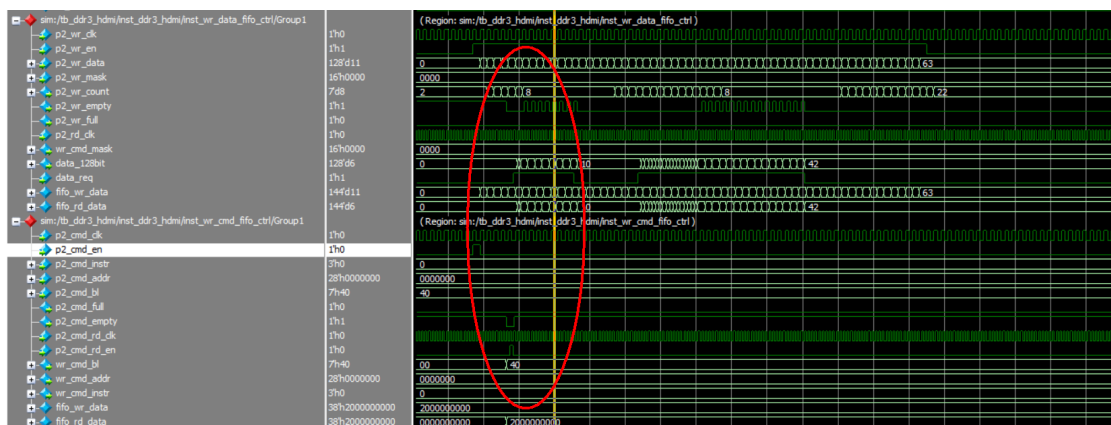 sim:/tb_ddr3_hdmi/inst_ddr3_hdmi/inst_wr_data_fifo_ctrl/Group1 (Region: sim:/tb_ddr3_hdmi/inst_ddr3_hdmi/inst_wr_data_fifo_ctrl)
p2_wr_clk 1'h0
p2_wr_en 1'h1
p2_wr_data 128'd11 0 63
p2_wr_mask 16'h0000 0000
p2_wr_count 7'd8 2 8 8 22
p2_wr_empty 1'h1
p2_wr_full 1'h0
p2_rd_clk 1'h0
wr_cmd_mask 16'h0000 0000
data_128bit 128'd6 0 10 42
data_req 1'h1
fifo_wr_data 144'd11 0 63
fifo_rd_data 144'd6 0 0 42
sim:/tb_ddr3_hdmi/inst_ddr3_hdmi/inst_wr_cmd_fifo_ctrl/Group1 (Region: sim:/tb_ddr3_hdmi/inst_ddr3_hdmi/inst_wr_cmd_fifo_ctrl)
p2_cmd_clk 1'h0
p2_cmd_en 1'h0
p2_cmd_instr 3'h0 0
p2_cmd_addr 28'h0000000 0000000
p2_cmd_bl 7'h40 40
p2_cmd_full 1'h0
p2_cmd_empty 1'h1
p2_cmd_rd_clk 1'h0
p2_cmd_rd_en 1'h0
wr_cmd_bl 7'h40 00 40
wr_cmd_addr 28'h0000000 0000000
wr_cmd_instr 3'h0 0
fifo_wr_data 38'h2000000000 2000000000
fifo_rd_data 38'h2000000000 0000000000 2000000000